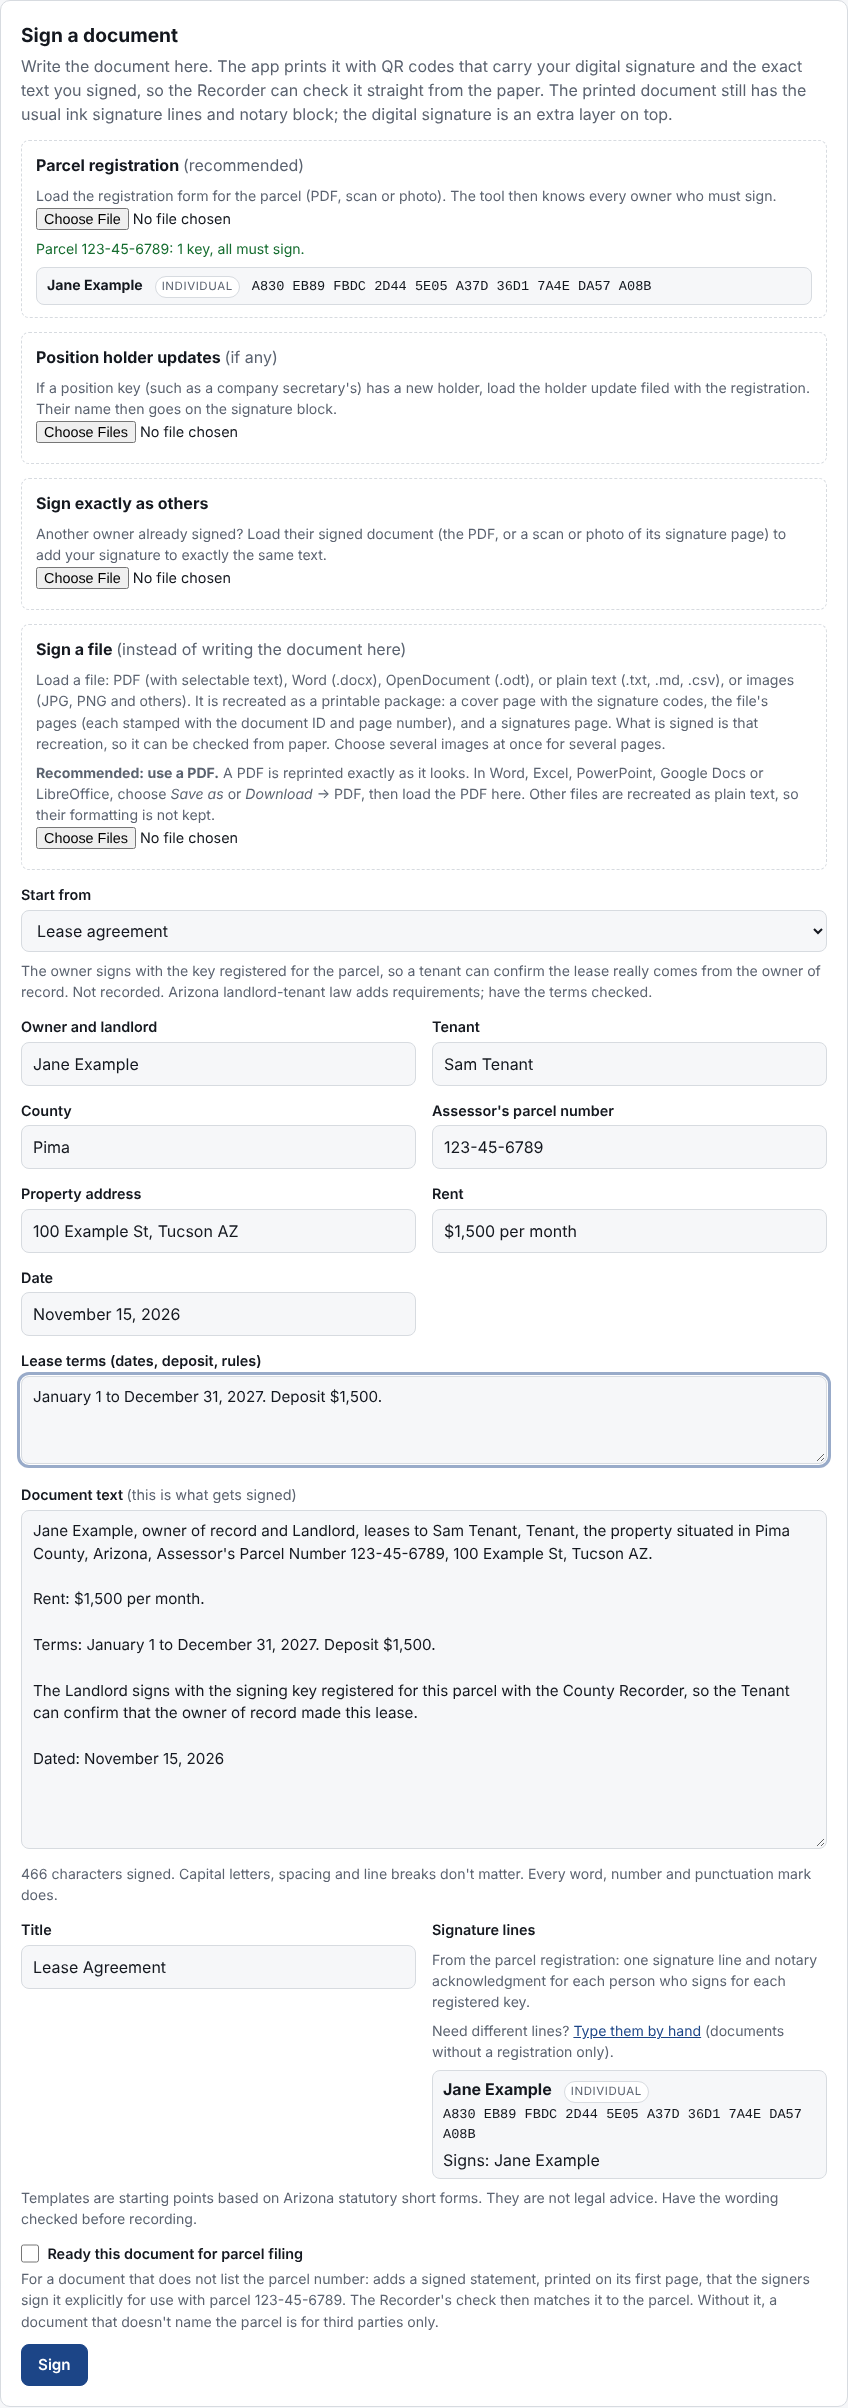 Sign a document
Write the document here. The app prints it with QR codes that carry your digital signature and the exact
text you signed, so the Recorder can check it straight from the paper. The printed document still has the
usual ink signature lines and notary block; the digital signature is an extra layer on top.
Parcel registration (recommended)
Load the registration form for the parcel (PDF, scan or photo). The tool then knows every owner who must sign.
Choose File No file chosen
Parcel 123-45-6789: 1 key, all must sign.
Jane Example INDIVIDUAL A830 EB89 FBDC 2D44 5E05 A37D 36D1 7A4E DA57 A08B
Position holder updates (if any)
If a position key (such as a company secretary's) has a new holder, load the holder update filed with the registration.
Their name then goes on the signature block.
Choose Files No file chosen
Sign exactly as others
Another owner already signed? Load their signed document (the PDF, or a scan or photo of its signature page) to
add your signature to exactly the same text.
Choose File No file chosen
Sign a file (instead of writing the document here)
Load a file: PDF (with selectable text), Word (.docx), OpenDocument (.odt), or plain text (.txt, .md, .csv), or images
(JPG, PNG and others). It is recreated as a printable package: a cover page with the signature codes, the file's
pages (each stamped with the document ID and page number), and a signatures page. What is signed is that
recreation, so it can be checked from paper. Choose several images at once for several pages.
Recommended: use a PDF. A PDF is reprinted exactly as it looks. In Word, Excel, PowerPoint, Google Docs or
LibreOffice, choose Save as or Download → PDF, then load the PDF here. Other files are recreated as plain text, so
their formatting is not kept.
Choose Files No file chosen
Start from
Lease agreement
The owner signs with the key registered for the parcel, so a tenant can confirm the lease really comes from the owner of
record. Not recorded. Arizona landlord-tenant law adds requirements; have the terms checked.
Owner and landlord
Jane Example
Tenant
Sam Tenant
County
Pima
Assessor's parcel number
123-45-6789
Property address
100 Example St, Tucson AZ
Rent
$1,500 per month
Date
November 15, 2026
Lease terms (dates, deposit, rules)
January 1 to December 31, 2027. Deposit $1,500.
Document text (this is what gets signed)
Jane Example, owner of record and Landlord, leases to Sam Tenant, Tenant, the property situated in Pima
County, Arizona, Assessor's Parcel Number 123-45-6789, 100 Example St, Tucson AZ.
Rent: $1,500 per month.
Terms: January 1 to December 31, 2027. Deposit $1,500.
The Landlord signs with the signing key registered for this parcel with the County Recorder, so the Tenant
can confirm that the owner of record made this lease.
Dated: November 15, 2026
466 characters signed. Capital letters, spacing and line breaks don't matter. Every word, number and punctuation mark
does.
Title
Lease Agreement
Signature lines
From the parcel registration: one signature line and notary
acknowledgment for each person who signs for each
registered key.
Need different lines? Type them by hand (documents
without a registration only).
Jane Example INDIVIDUAL
A830 EB89 FBDC 2D44 5E05 A37D 36D1 7A4E DA57
A08B
Signs: Jane Example
Templates are starting points based on Arizona statutory short forms. They are not legal advice. Have the wording
checked before recording.
Ready this document for parcel filing
For a document that does not list the parcel number: adds a signed statement, printed on its first page, that the signers
sign it explicitly for use with parcel 123-45-6789. The Recorder's check then matches it to the parcel. Without it, a
document that doesn't name the parcel is for third parties only.
Sign